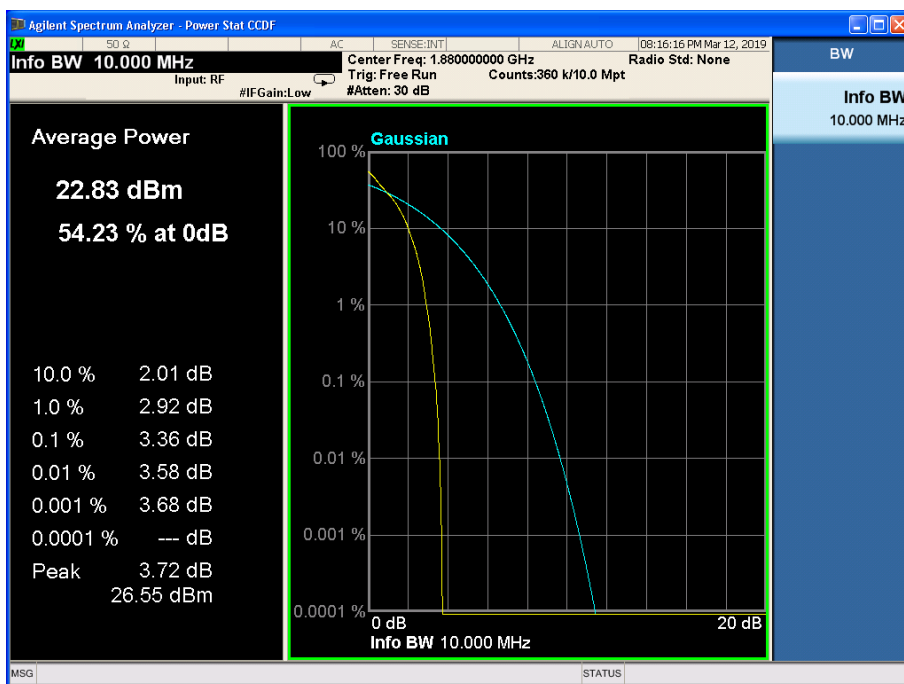 Agilent Spectrum Analyzer - Power Stat CCDF
LXI 50 Ω AC SENSE:INT ALIGN AUTO 08:16:16 PM Mar 12, 2019
Info BW 10.000 MHz
Center Freq: 1.880000000 GHz Radio Std: None
Input: RF Trig: Free Run Counts:360 k/10.0 Mpt
#IFGain:Low #Atten: 30 dB
BW
Info BW
10.000 MHz
Average Power
22.83 dBm
54.23 % at 0dB
10.0 % 2.01 dB
1.0 % 2.92 dB
0.1 % 3.36 dB
0.01 % 3.58 dB
0.001 % 3.68 dB
0.0001 % --- dB
Peak 3.72 dB
26.55 dBm
Gaussian
100 %
10 %
1 %
0.1 %
0.01 %
0.001 %
0.0001 %
0 dB 20 dB
Info BW 10.000 MHz
MSG STATUS